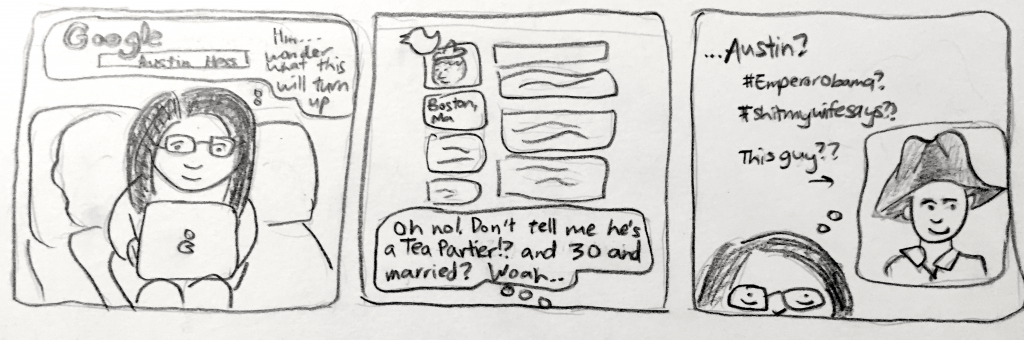 Google
Austin Hess
Hm...
wonder
what this
will turn
up
Boston,
Ma
Oh no!. Don't tell me he's
a Tea Partier!? and 30 and
married? Woah..
...Austin?
#EmperorObama?
#shitmywifesays??
This guy??